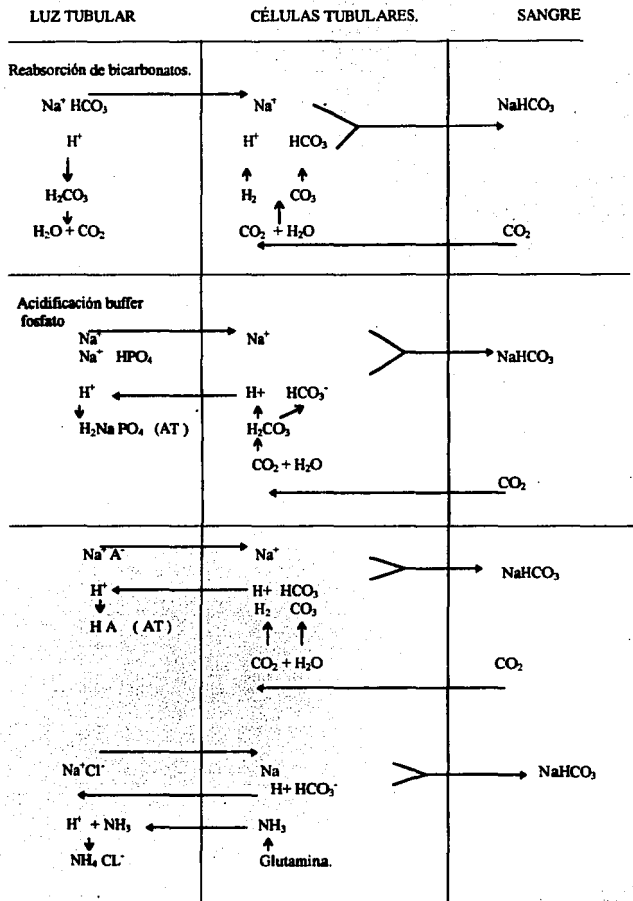 LUZ TUBULAR CÉLULAS TUBULARES. SANGRE
Reabsorción de bicarbonatos.
Na⁺ HCO₃ Na⁺ NaHCO₃
H⁺ H⁺ HCO₃
H₂CO₃ H₂ CO₃
H₂O + CO₂ CO₂ + H₂O CO₂
Acidificación buffer
fosfato
Na⁺ Na⁺
Na⁺ HPO₄ NaHCO₃
H⁺ H+ HCO₃⁻
H₂Na PO₄ (AT) H₂CO₃
CO₂ + H₂O
CO₂
Na⁺A⁻ Na⁺ NaHCO₃
H⁺ H+ HCO₃
H₂ CO₃
H A (AT)
CO₂ + H₂O CO₂
Na⁺Cl⁻ Na NaHCO₃
H+ HCO₃⁻
H⁺ + NH₃ NH₃
NH₄ CL⁻ Glutamina.